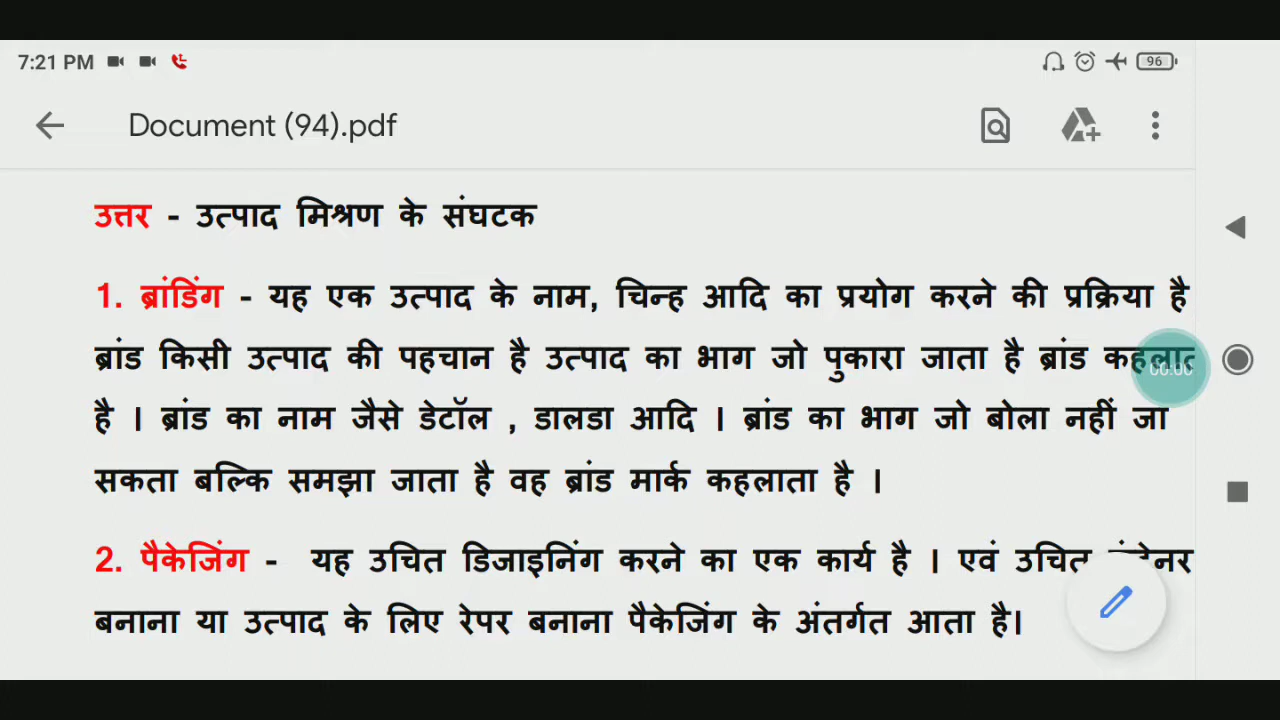 7:21 PM
96
Document (94).pdf
उत्तर - उत्पाद मिश्रण के संघटक
1. ब्रांडिंग - यह एक उत्पाद के नाम, चिन्ह आदि का प्रयोग करने की प्रक्रिया है
ब्रांड किसी उत्पाद की पहचान है उत्पाद का भाग जो पुकारा जाता है ब्रांड
00:00
है । ब्रांड का नाम जैसे डेटॉल , डालडा आदि । ब्रांड का भाग जो बोला नहीं जा
सकता बल्कि समझा जाता है वह ब्रांड मार्क कहलाता है ।
2. पैकेजिंग - यह उचित डिजाइनिंग करने का एक कार्य है । एवं उचित
बनाना या उत्पाद के लिए रेपर बनाना पैकेजिंग के अंतर्गत आता है।